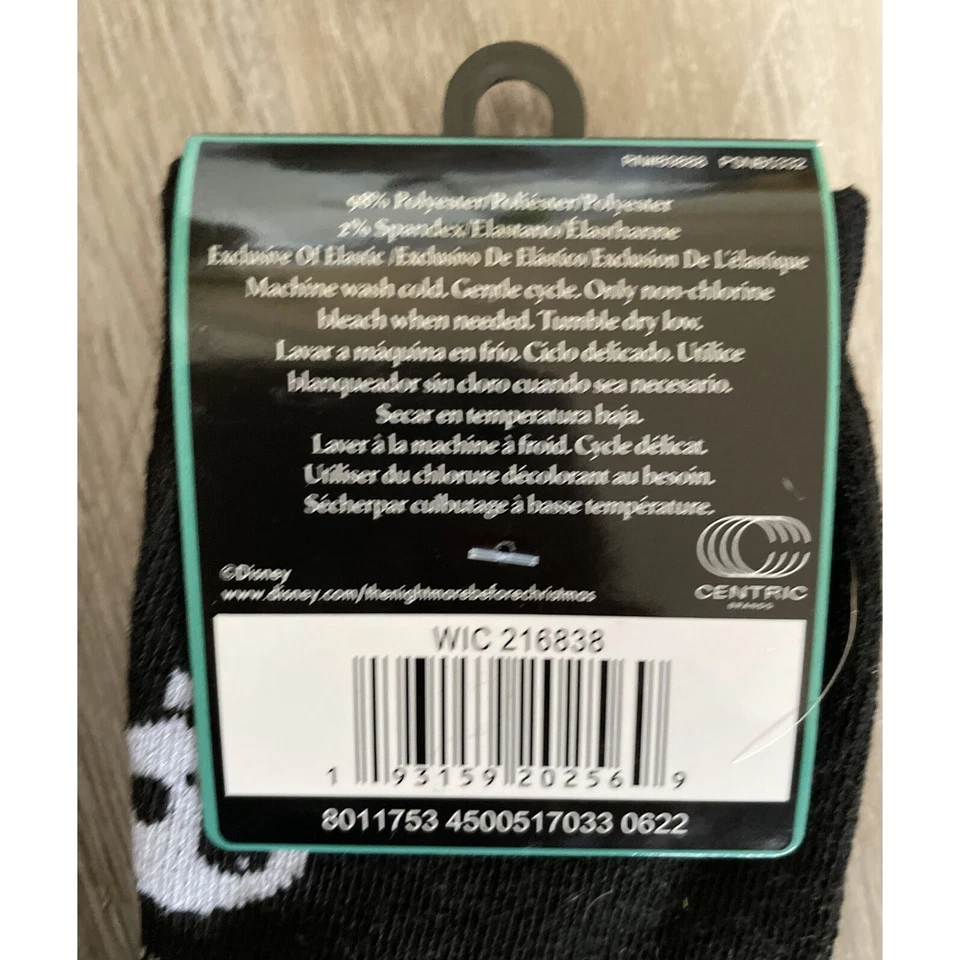 98% Polyester/Poliéster/Polyester
2% Spandex/Elastano/Élasthanne
Exclusive Of Elastic /Exclusivo De Elástico/Exclusion De L'élastique
Machine wash cold. Gentle cycle. Only non-chlorine
bleach when needed. Tumble dry low.
Lavar a máquina en frío. Ciclo delicado. Utilice
blanqueador sin cloro cuando sea necesario.
Secar en temperatura baja.
Laver à la machine à froid. Cycle délicat.
Utiliser du chlorure décolorant au besoin.
Sécherpar culbutage à basse température.
©Disney
www.disney.com/thenightmarebeforechristmas
CENTRIC
BRANDS
WIC 216838
1 93159 20256 9
8011753 4500517033 0622